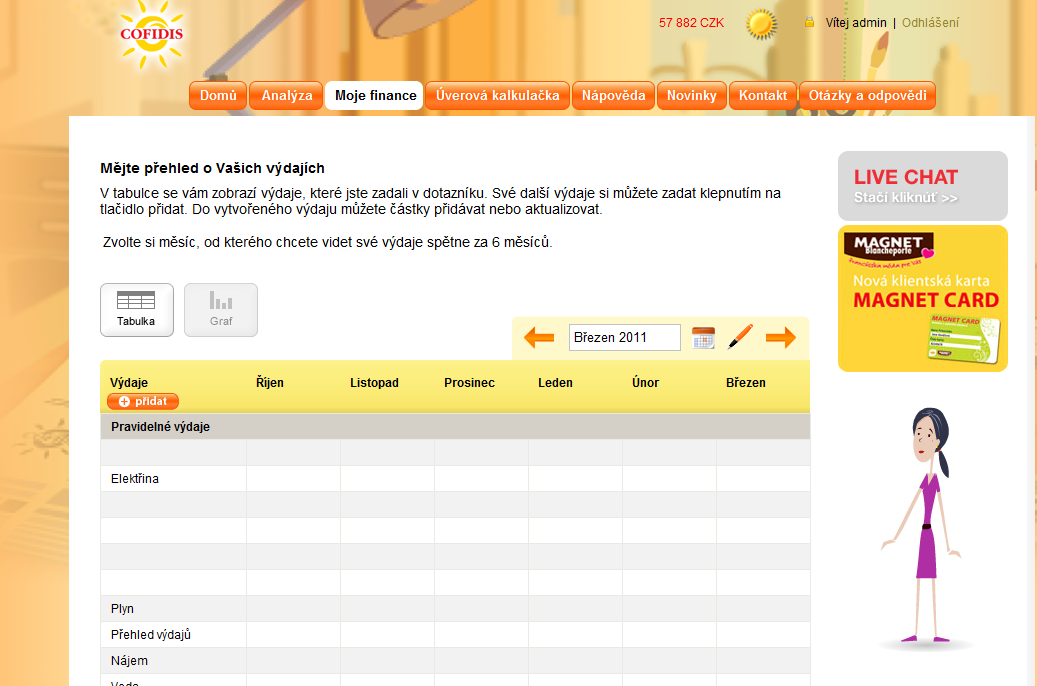 COFIDIS
57 882 CZK
Vítej admin | Odhlášení
Domů Analýza Moje finance Úverová kalkulačka Nápověda Novinky Kontakt Otázky a odpovědi
Mějte přehled o Vašich výdajích
V tabulce se vám zobrazí výdaje, které jste zadali v dotazníku. Své další výdaje si můžete zadat klepnutím na
tlačidlo přidat. Do vytvořeného výdaju můžete částky přidávat nebo aktualizovat.
Zvolte si měsíc, od kterého chcete videt své výdaje spětne za 6 měsíců.
Tabulka
Graf
Březen 2011
Výdaje Říjen Listopad Prosinec Leden Únor Březen
přidat
Pravidelné výdaje
Elektřina
Plyn
Přehled výdajů
Nájem
Voda
LIVE CHAT
Stačí kliknúť >>
MAGNET
Blancheporte
Nová klientská karta
MAGNET CARD
MAGNET CARD